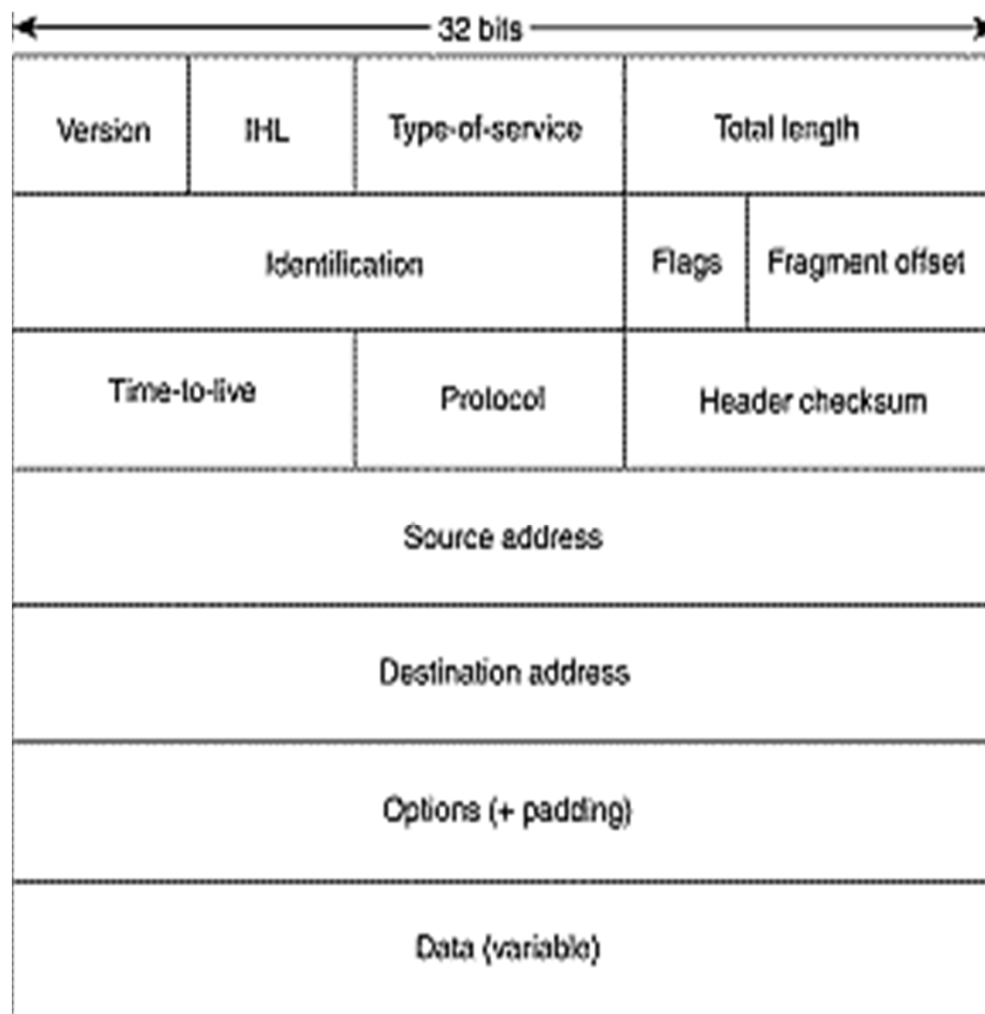 32 bits
Version IHL Type-of-service Total length
Identification Flags Fragment offset
Time-to-live Protocol Header checksum
Source address
Destination address
Options (+ padding)
Data (variable)